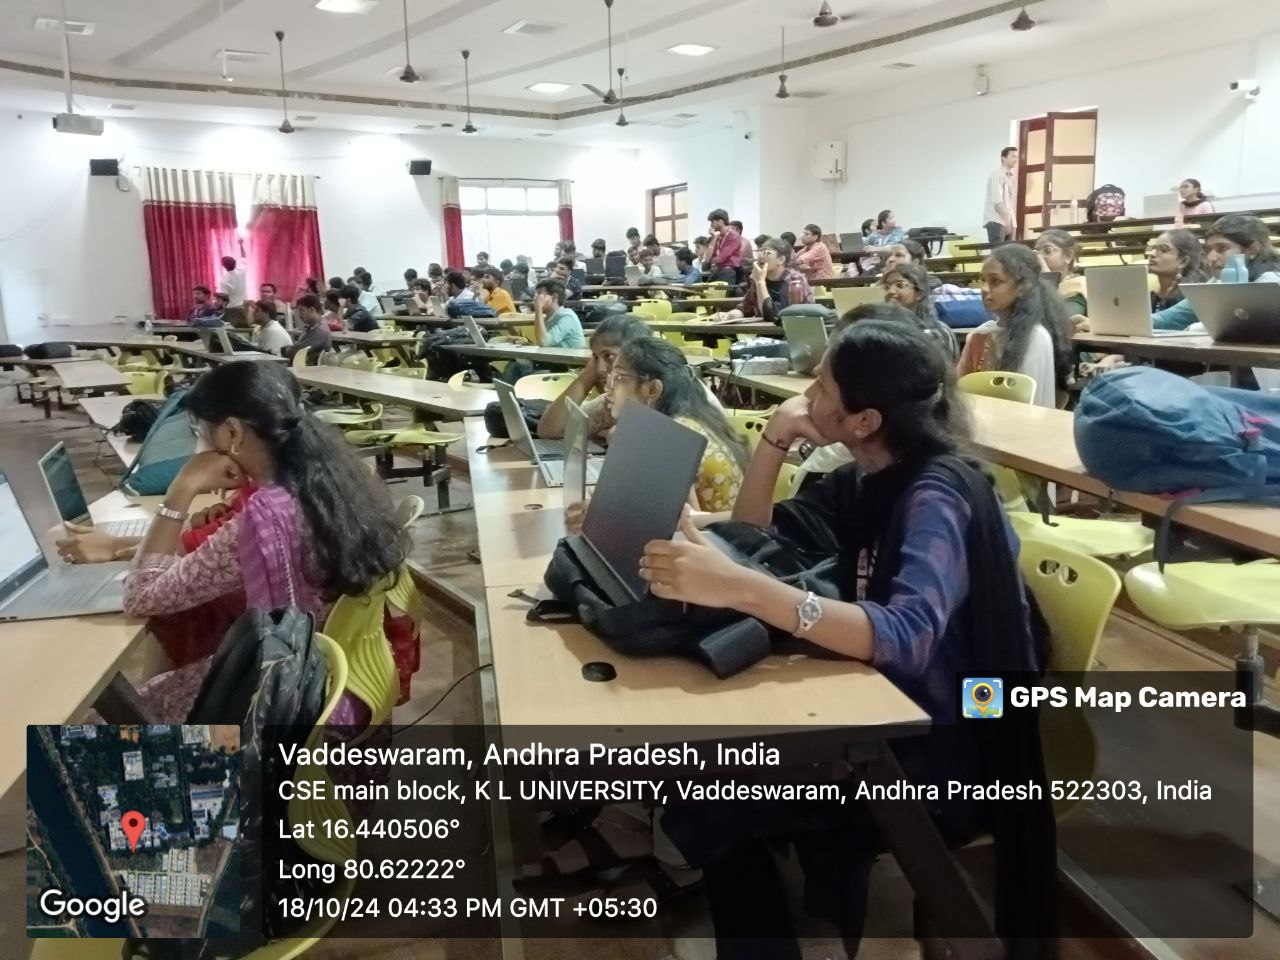 GPS Map Camera
Vaddeswaram, Andhra Pradesh, India
CSE main block, K L UNIVERSITY, Vaddeswaram, Andhra Pradesh 522303, India
Lat 16.440506°
Long 80.62222°
18/10/24 04:33 PM GMT +05:30
Google